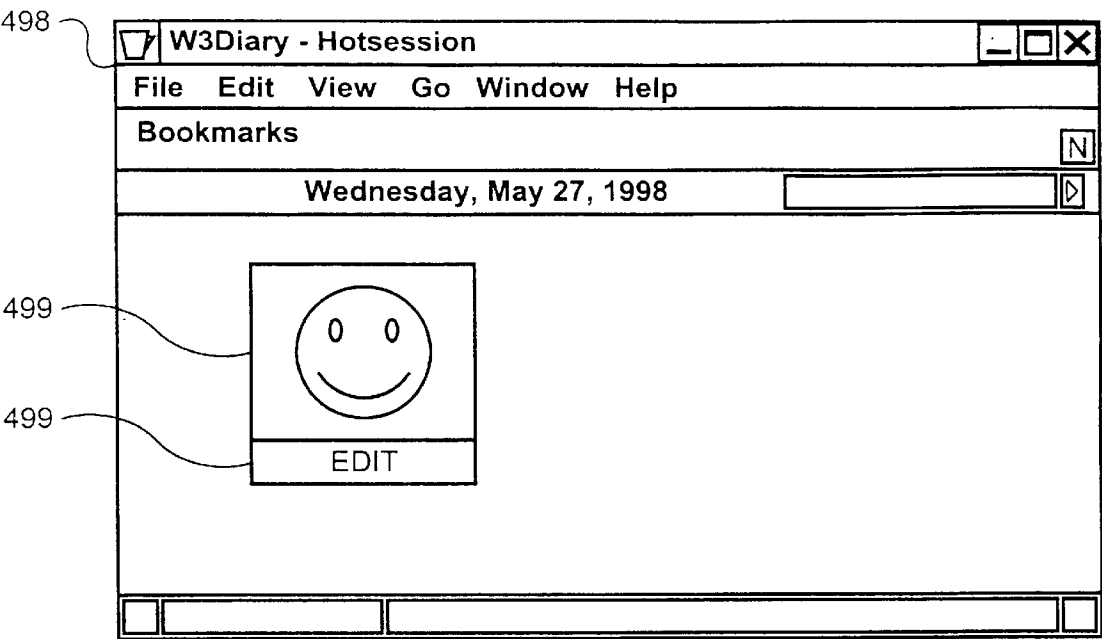 498
W3Diary - Hotsession
File Edit View Go Window Help
Bookmarks
N
Wednesday, May 27, 1998
499
499
EDIT